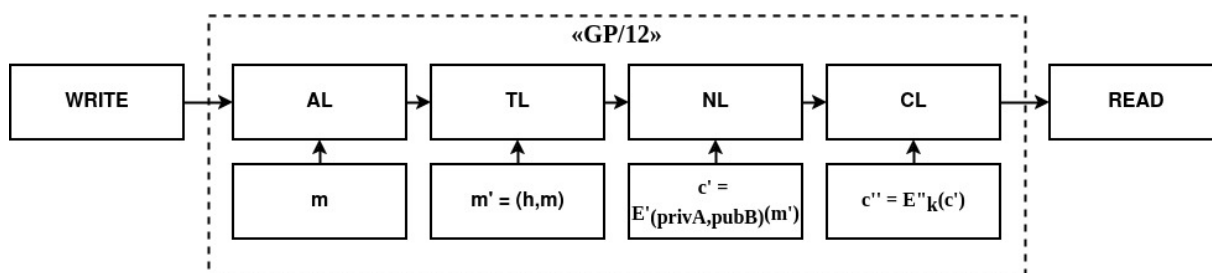 «GP/12»
WRITE
AL
TL
NL
CL
READ
m
m' = (h,m)
c' =
E'(privA,pubB)(m')
c'' = E''k(c')